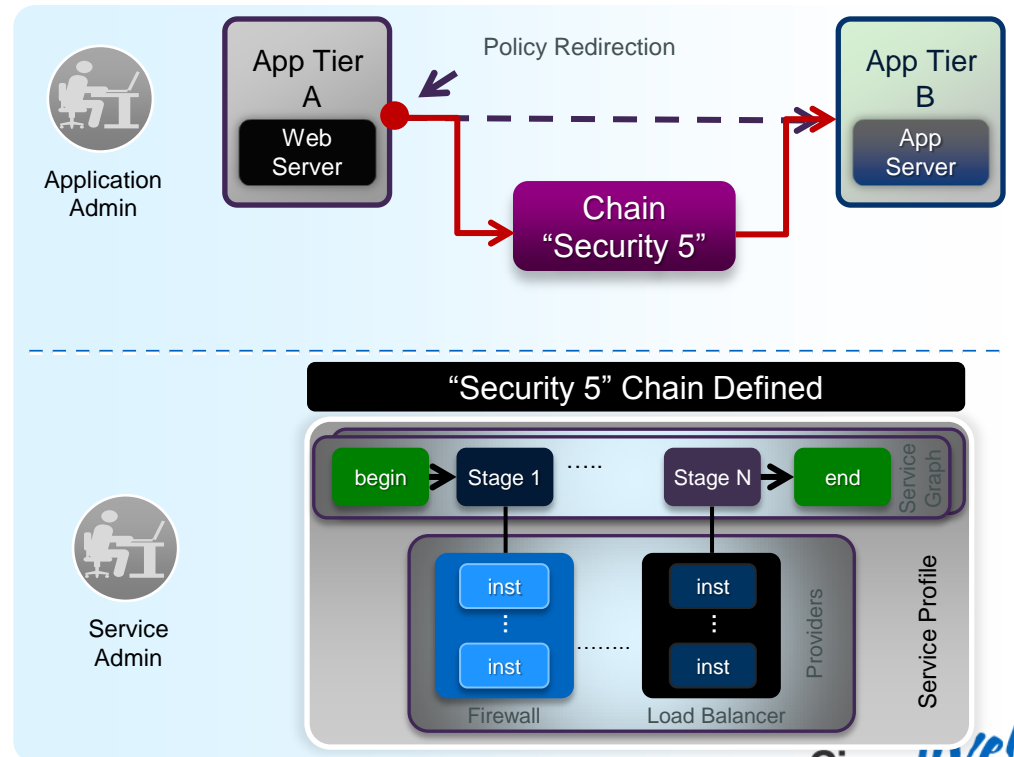 App Tier
A
Web
Server
Policy Redirection
App Tier
B
App
Server
Application
Admin
Chain
“Security 5”
“Security 5” Chain Defined
begin
Stage 1
.....
Stage N
end
Service
Graph
inst
...
inst
........
inst
...
inst
Providers
Service Profile
Firewall
Load Balancer
Service
Admin